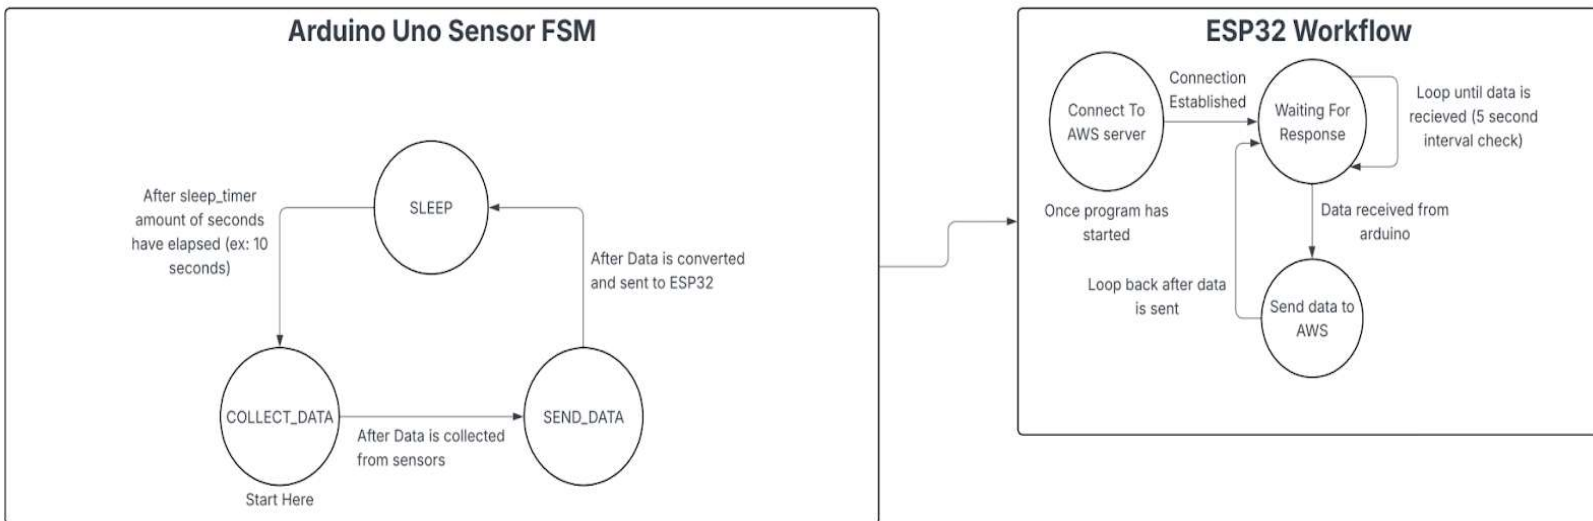 Arduino Uno Sensor FSM
SLEEP
After sleep_timer
amount of seconds
have elapsed (ex: 10
seconds)
After Data is converted
and sent to ESP32
COLLECT_DATA
SEND_DATA
After Data is collected
from sensors
Start Here
ESP32 Workflow
Connect To
AWS server
Connection
Established
Waiting For
Response
Loop until data is
recieved (5 second
interval check)
Once program has
started
Data received from
arduino
Loop back after data
is sent
Send data to
AWS